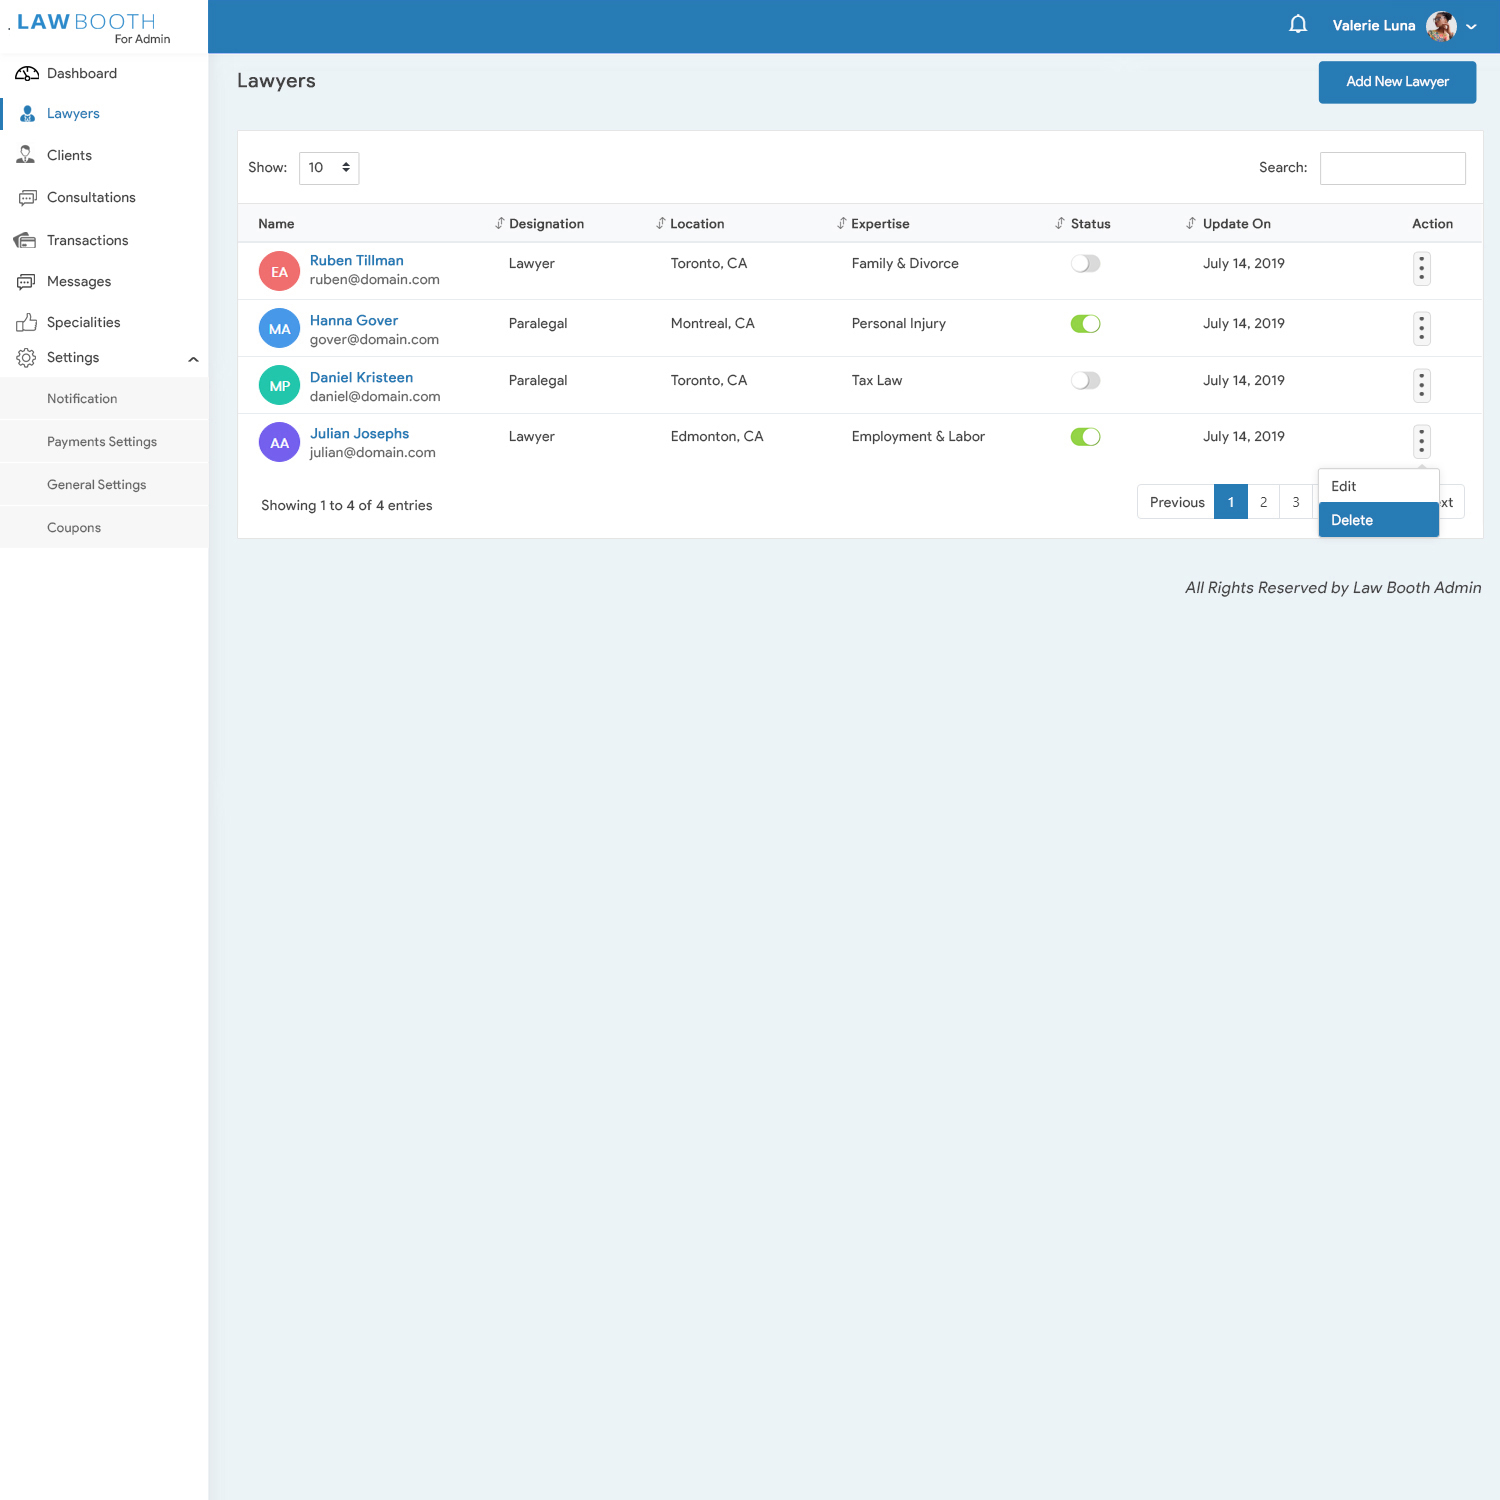 LAW BOOTH
For Admin
Valerie Luna
Dashboard
Lawyers
Clients
Consultations
Transactions
Messages
Specialities
Settings
Notification
Payments Settings
General Settings
Coupons
Lawyers
Add New Lawyer
Show: 10
Search:
Name Designation Location Expertise Status Update On Action
EA Ruben Tillman Lawyer Toronto, CA Family & Divorce July 14, 2019
ruben@domain.com
MA Hanna Gover Paralegal Montreal, CA Personal Injury July 14, 2019
gover@domain.com
MP Daniel Kristeen Paralegal Toronto, CA Tax Law July 14, 2019
daniel@domain.com
AA Julian Josephs Lawyer Edmonton, CA Employment & Labor July 14, 2019
julian@domain.com
Edit
Delete
Showing 1 to 4 of 4 entries
Previous 1 2 3 xt
All Rights Reserved by Law Booth Admin